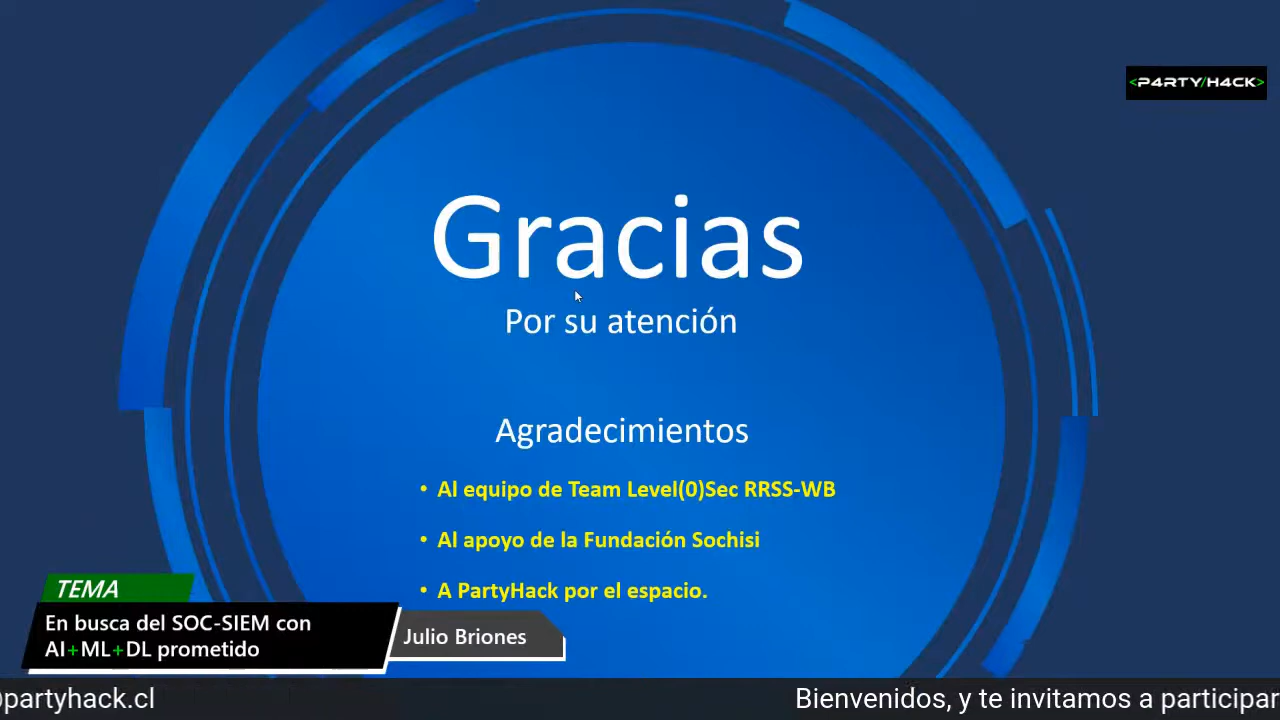 <P4RTY/H4CK>
Gracias
Por su atención
Agradecimientos
• Al equipo de Team Level(0)Sec RRSS-WB
• Al apoyo de la Fundación Sochisi
• A PartyHack por el espacio.
TEMA
En busca del SOC-SIEM con
AI+ML+DL prometido
Julio Briones
@partyhack.cl
Bienvenidos, y te invitamos a participar